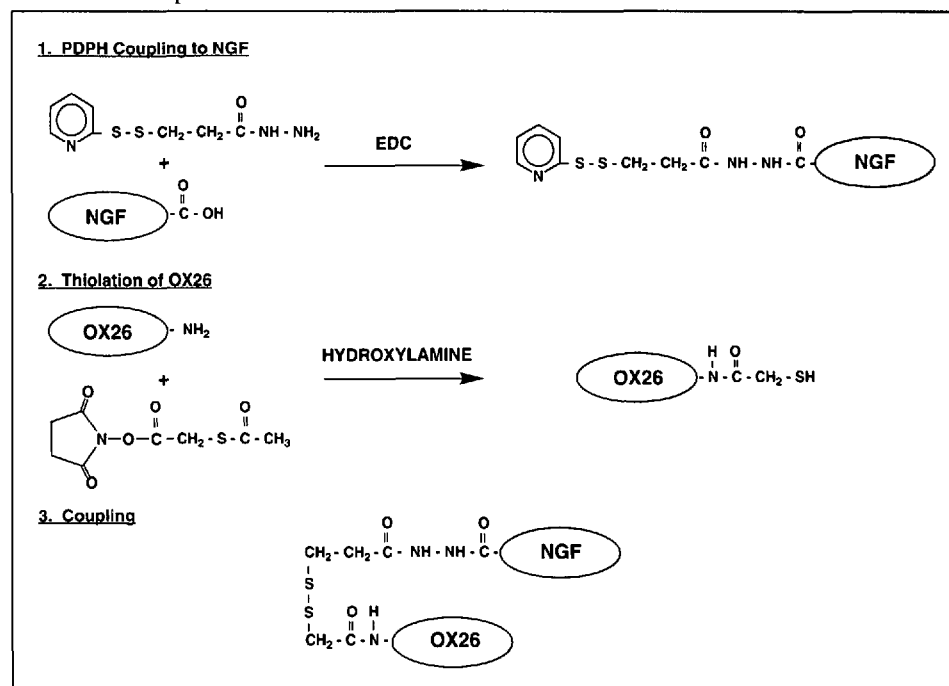 1. PDPH Coupling to NGF
O
S-S-CH2-CH2-C-NH-NH2
N
+
EDC
O
NGF -C-OH
O O
S-S-CH2-CH2-C-NH-NH-C- NGF
N
2. Thiolation of OX26
OX26 - NH2
+
HYDROXYLAMINE
H O
OX26 -N-C-CH2-SH
O O O
N-O-C-CH2-S-C-CH3
O
3. Coupling
O O
CH2-CH2-C-NH-NH-C- NGF
S
S
O H
CH2-C-N- OX26